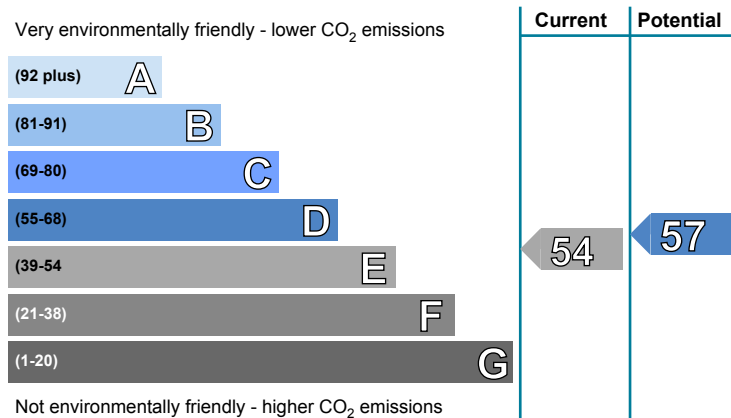 Very environmentally friendly - lower CO₂ emissions
Current
Potential
(92 plus) A
(81-91) B
(69-80) C
(55-68) D
(39-54 E
(21-38) F
(1-20) G
54
57
Not environmentally friendly - higher CO₂ emissions